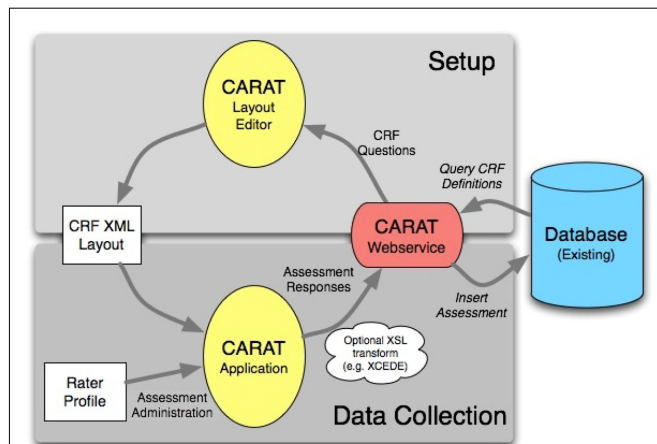 Setup
CARAT
Layout
Editor
CRF
Questions
Query CRF
Definitions
CRF XML
Layout
CARAT
Webservice
Database
(Existing)
Assessment
Responses
Insert
Assessment
CARAT
Application
Optional XSL
transform
(e.g. XCEDE)
Rater
Profile
Assessment
Administration
Data Collection